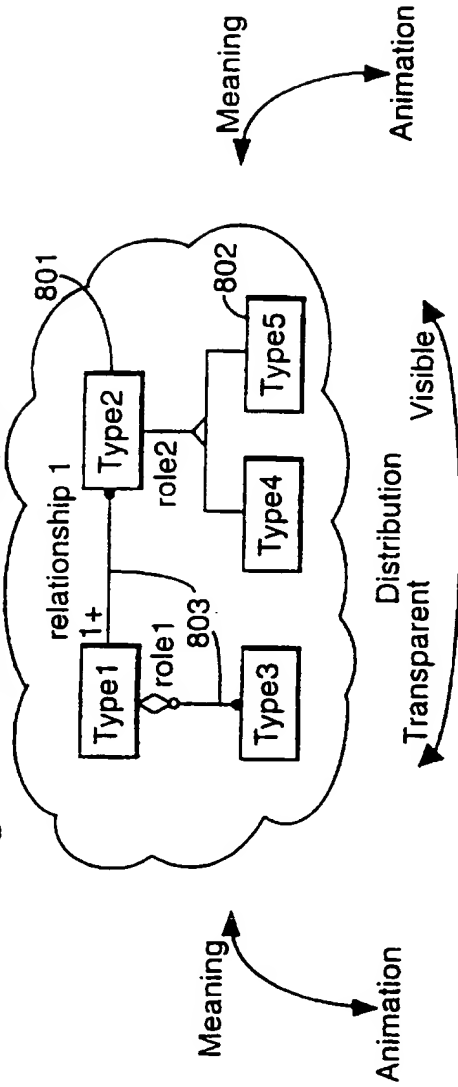 801
relationship 1
1+
Type1
Type2
role1
role2
803
802
Type3
Type4
Type5
Meaning
Animation
Meaning
Animation
Distribution
Transparent
Visible